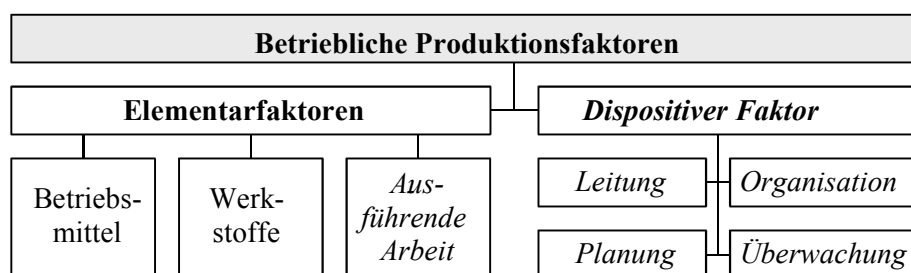 Betriebliche Produktionsfaktoren
Elementarfaktoren
Dispositiver Faktor
Betriebs-
mittel
Werk-
stoffe
Aus-
führende
Arbeit
Leitung
Organisation
Planung
Überwachung